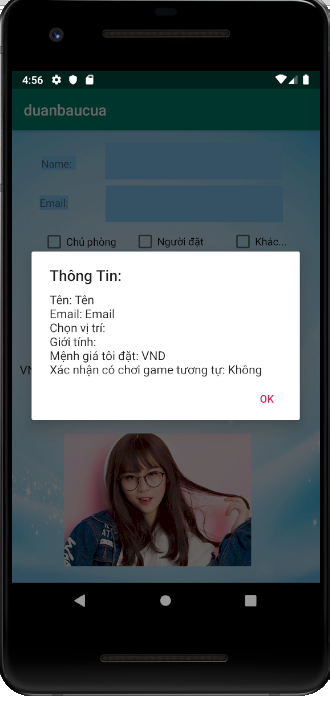 4:56
duanbaucua
Name:
Email:
Chủ phòng Người đặt Khác...
Thông Tin:
Tên: Tên
Email: Email
Chọn vị trí:
Giới tính:
Mệnh giá tôi đặt: VND
Xác nhận có chơi game tương tự: Không
VN
OK